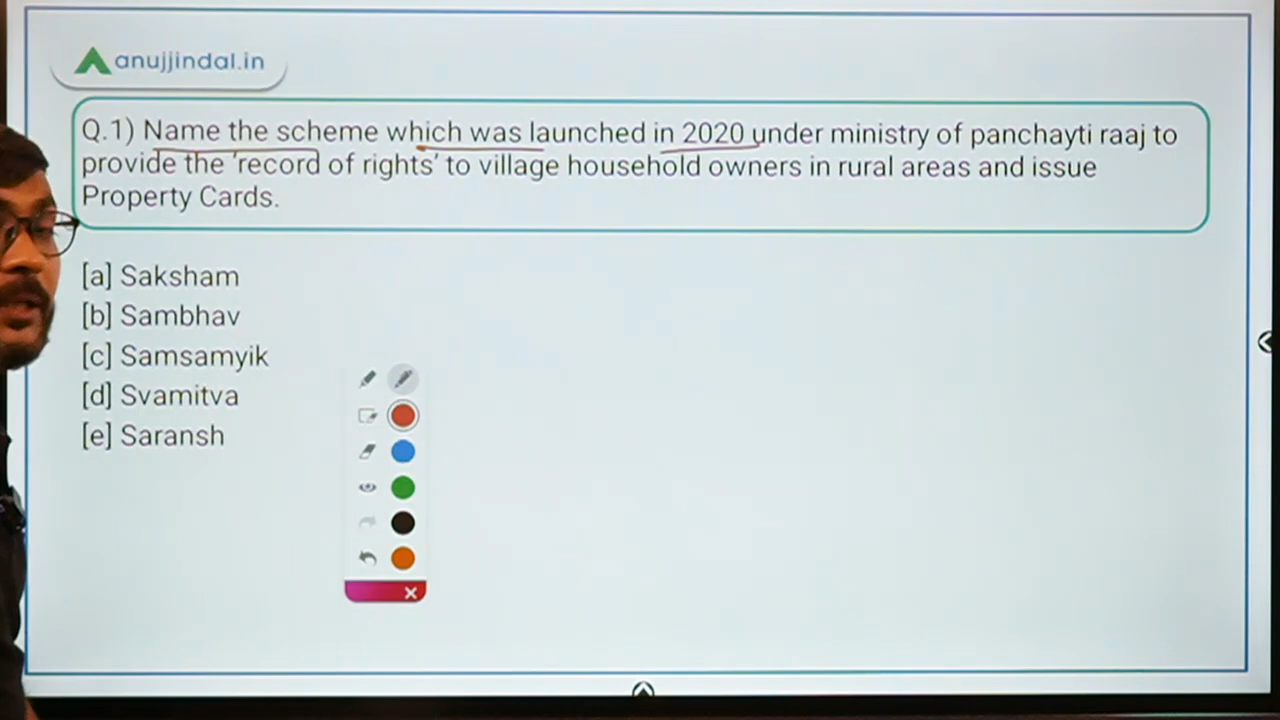 anujjindal.in
Q.1) Name the scheme which was launched in 2020 under ministry of panchayti raaj to
provide the 'record of rights' to village household owners in rural areas and issue
Property Cards.
[a] Saksham
[b] Sambhav
[c] Samsamyik
[d] Svamitva
[e] Saransh